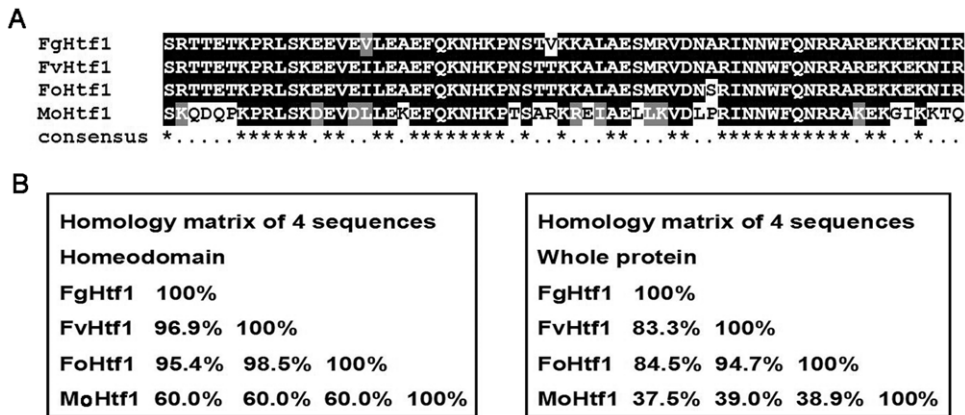 A
FgHtf1 SRTTETKPRLSKEEVEVLEAEFQKNHKPNSTVKKALAESMRVDNARINNWFQNRRAREKKEKNIR
FvHtf1 SRTTETKPRLSKEEVEILEAEFQKNHKPNSTTKKALAESMRVDNARINNWFQNRRAREKKEKNIR
FoHtf1 SRTTETKPRLSKEEVEILEAEFQKNHKPNSTTKKALAESMRVDNSRINNWFQNRRAREKKEKNIR
MoHtf1 SKQDQPKPRLSKDEVDLLEKEFQKNHKPTSARKREIAELLKVDLPRINNWFQNRRAKEKGIKKTQ
consensus *.....******.**..**.********.*..*...**...**..***********.**..*...
B
Homology matrix of 4 sequences
Homeodomain
FgHtf1 100%
FvHtf1 96.9% 100%
FoHtf1 95.4% 98.5% 100%
MoHtf1 60.0% 60.0% 60.0% 100%
Homology matrix of 4 sequences
Whole protein
FgHtf1 100%
FvHtf1 83.3% 100%
FoHtf1 84.5% 94.7% 100%
MoHtf1 37.5% 39.0% 38.9% 100%